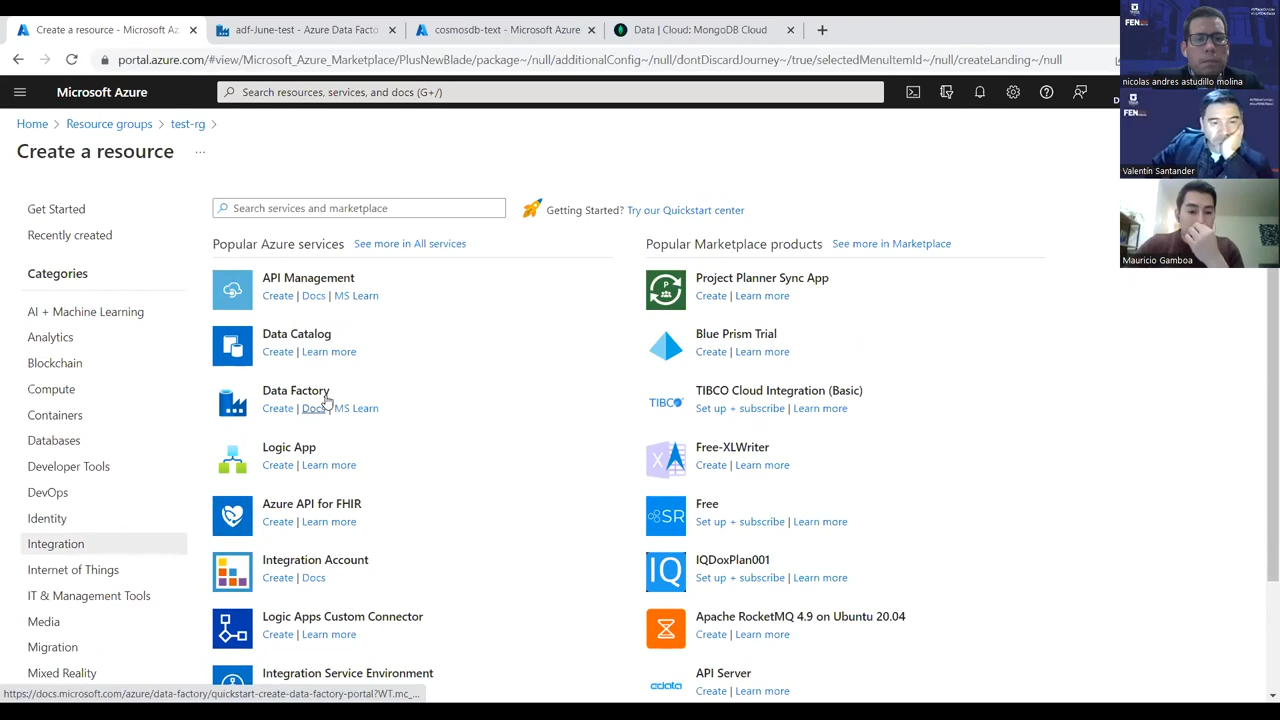 Create a resource - Microsoft Az
adf-June-test - Azure Data Facto
cosmosdb-text - Microsoft Azure
Data | Cloud: MongoDB Cloud
portal.azure.com/#view/Microsoft_Azure_Marketplace/PlusNewBlade/package~/null/additionalConfig~/null/dontDiscardJourney~/true/selectedMenuItemId~/null/createLanding~/null
Microsoft Azure
Search resources, services, and docs (G+/)
Home > Resource groups > test-rg >
Create a resource ...
Get Started
Recently created
Categories
AI + Machine Learning
Analytics
Blockchain
Compute
Containers
Databases
Developer Tools
DevOps
Identity
Integration
Internet of Things
IT & Management Tools
Media
Migration
Mixed Reality
Search services and marketplace
Getting Started? Try our Quickstart center
Popular Azure services See more in All services
API Management
Create | Docs | MS Learn
Data Catalog
Create | Learn more
Data Factory
Create | Docs | MS Learn
Logic App
Create | Learn more
Azure API for FHIR
Create | Learn more
Integration Account
Create | Docs
Logic Apps Custom Connector
Create | Learn more
Integration Service Environment
Popular Marketplace products See more in Marketplace
Project Planner Sync App
Create | Learn more
Blue Prism Trial
Create | Learn more
TIBCO
TIBCO Cloud Integration (Basic)
Set up + subscribe | Learn more
Free-XLWriter
Create | Learn more
SR
Free
Set up + subscribe | Learn more
IQ
IQDoxPlan001
Set up + subscribe | Learn more
Apache RocketMQ 4.9 on Ubuntu 20.04
Create | Learn more
cdata
API Server
Create | Learn more
https://docs.microsoft.com/azure/data-factory/quickstart-create-data-factory-portal?WT.mc_...
FEN
nicolas andres astudillo molina
FEN
Valentín Santander
Mauricio Gamboa